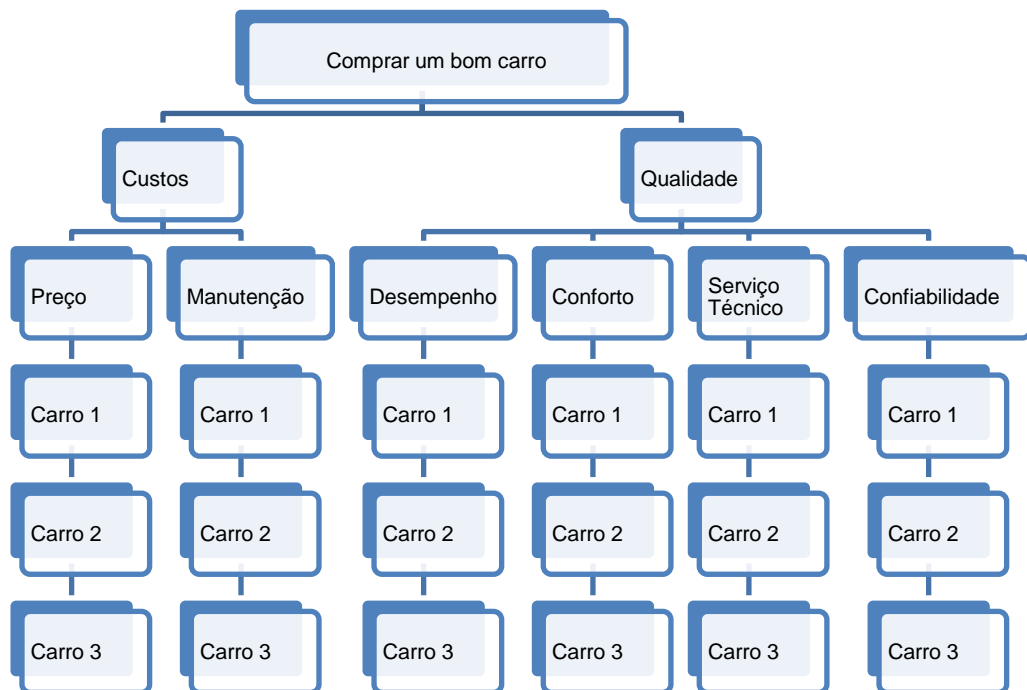 Comprar um bom carro
Custos
Qualidade
Preço
Manutenção
Desempenho
Conforto
Serviço
Técnico
Confiabilidade
Carro 1
Carro 1
Carro 1
Carro 1
Carro 1
Carro 1
Carro 2
Carro 2
Carro 2
Carro 2
Carro 2
Carro 2
Carro 3
Carro 3
Carro 3
Carro 3
Carro 3
Carro 3